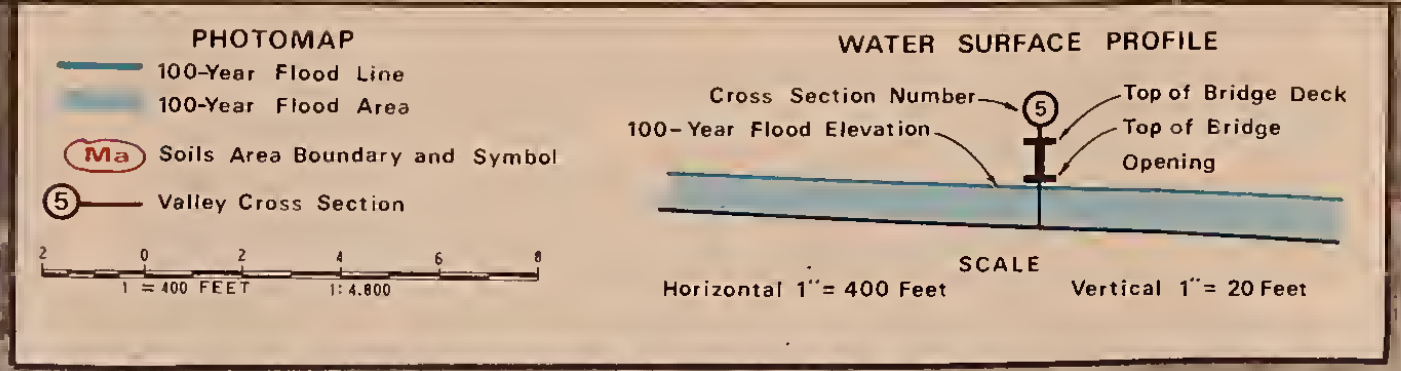 PHOTOMAP
100-Year Flood Line
100-Year Flood Area
Ma Soils Area Boundary and Symbol
5 Valley Cross Section
2 0 2 4 6 8
1 = 400 FEET 1:4.800
WATER SURFACE PROFILE
Cross Section Number 5 Top of Bridge Deck
100-Year Flood Elevation Top of Bridge
Opening
SCALE
Horizontal 1"= 400 Feet Vertical 1"= 20 Feet